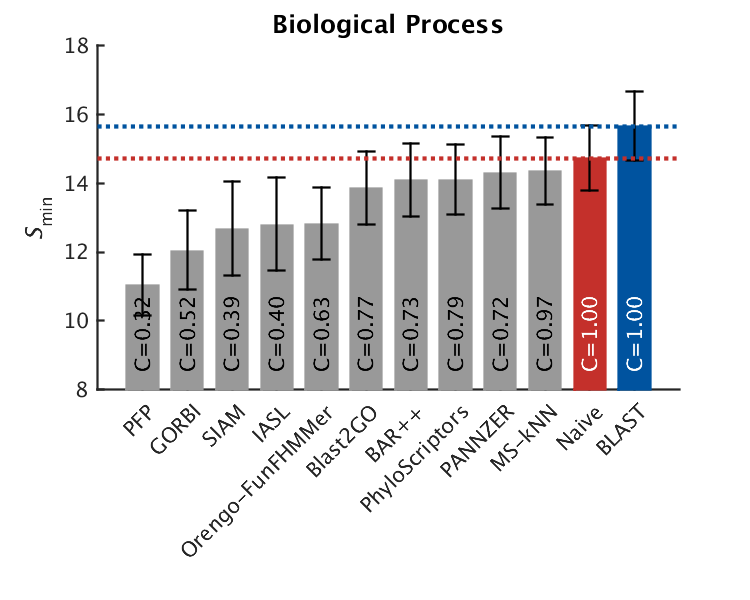 Biological Process
18
16
14
12
10
8
Smin
C=0.32
C=0.52
C=0.39
C=0.40
C=0.63
C=0.77
C=0.73
C=0.79
C=0.72
C=0.97
C=1.00
C=1.00
PFP
GORBI
SIAM
IASL
Orengo-FunFHMMer
Blast2GO
BAR++
PhyloScriptors
PANNZER
MS-kNN
Naive
BLAST